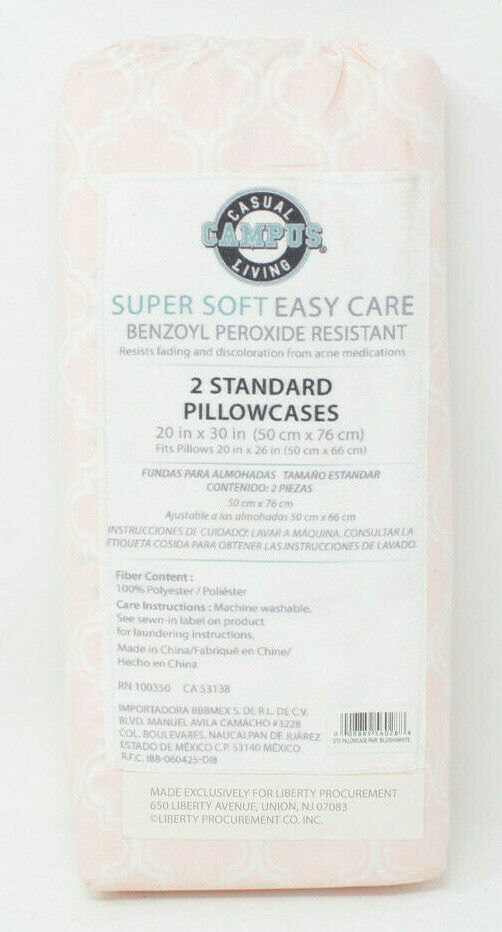 CASUAL
CAMPUS®
LIVING
SUPER SOFT EASY CARE
BENZOYL PEROXIDE RESISTANT
Resists fading and discoloration from acne medications
2 STANDARD
PILLOWCASES
20 in x 30 in (50 cm x 76 cm)
Fits Pillows 20 in x 26 in (50 cm x 66 cm)
FUNDAS PARA ALMOHADAS TAMAÑO ESTANDAR
CONTENIDO: 2 PIEZAS
50 cm x 76 cm
Ajustable a las almohadas 50 cm x 66 cm
INSTRUCCIONES DE CUIDADO: LAVAR A MÁQUINA. CONSULTAR LA
ETIQUETA COSIDA PARA OBTENER LAS INSTRUCCIONES DE LAVADO.
Fiber Content :
100% Polyester / Poliéster
Care Instructions : Machine washable.
See sewn-in label on product
for laundering instructions.
Made in China/Fabriqué en Chine/
Hecho en China
RN 100350 CA 53138
IMPORTADORA BBBMEX S. DE R.L. DE C.V.
BLVD. MANUEL AVILA CAMACHO #3228
COL. BOULEVARES, NAUCALPAN DE JUÁREZ
ESTADO DE MÉXICO C.P. 53140 MÉXICO
R.F.C. IBB-060425-DI8
STD PILLOWCASE PAIR BLUSH/WHITE
MADE EXCLUSIVELY FOR LIBERTY PROCUREMENT
650 LIBERTY AVENUE, UNION, NJ 07083
©LIBERTY PROCUREMENT CO. INC.